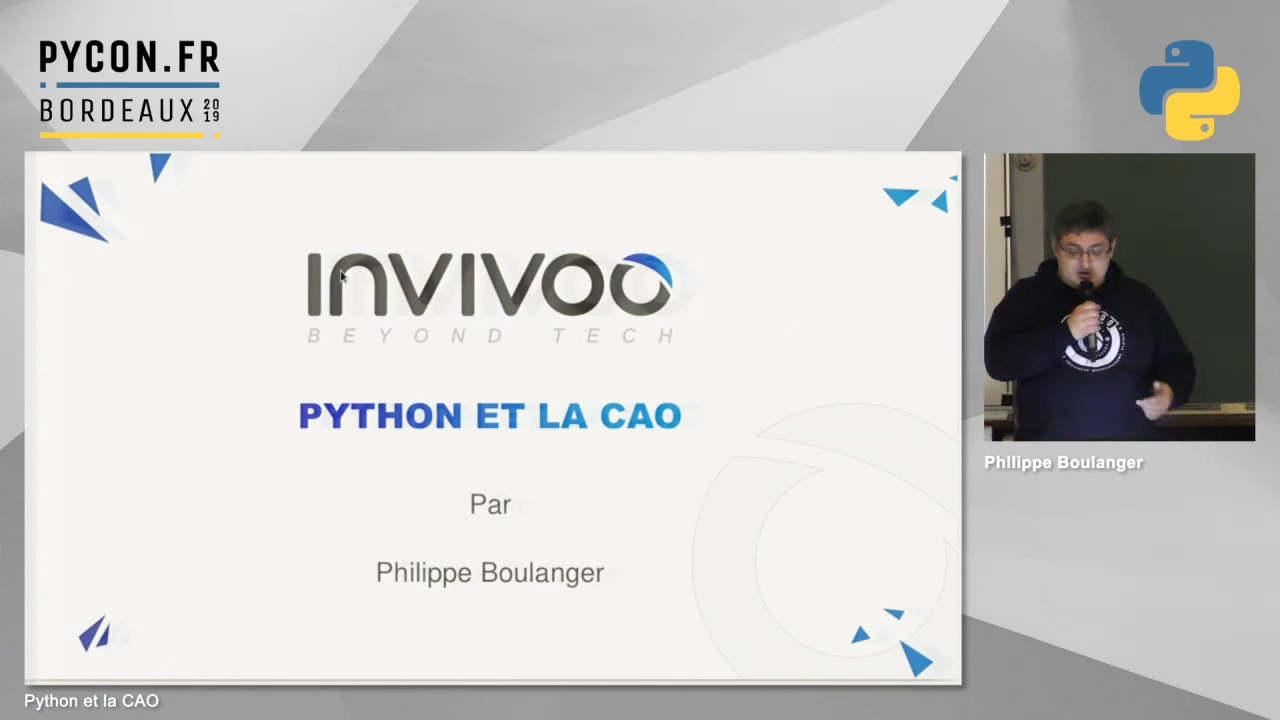 PYCON.FR
BORDEAUX 2019
INVIVOO
BEYOND TECH
PYTHON ET LA CAO
Par
Philippe Boulanger
Philippe Boulanger
Python et la CAO